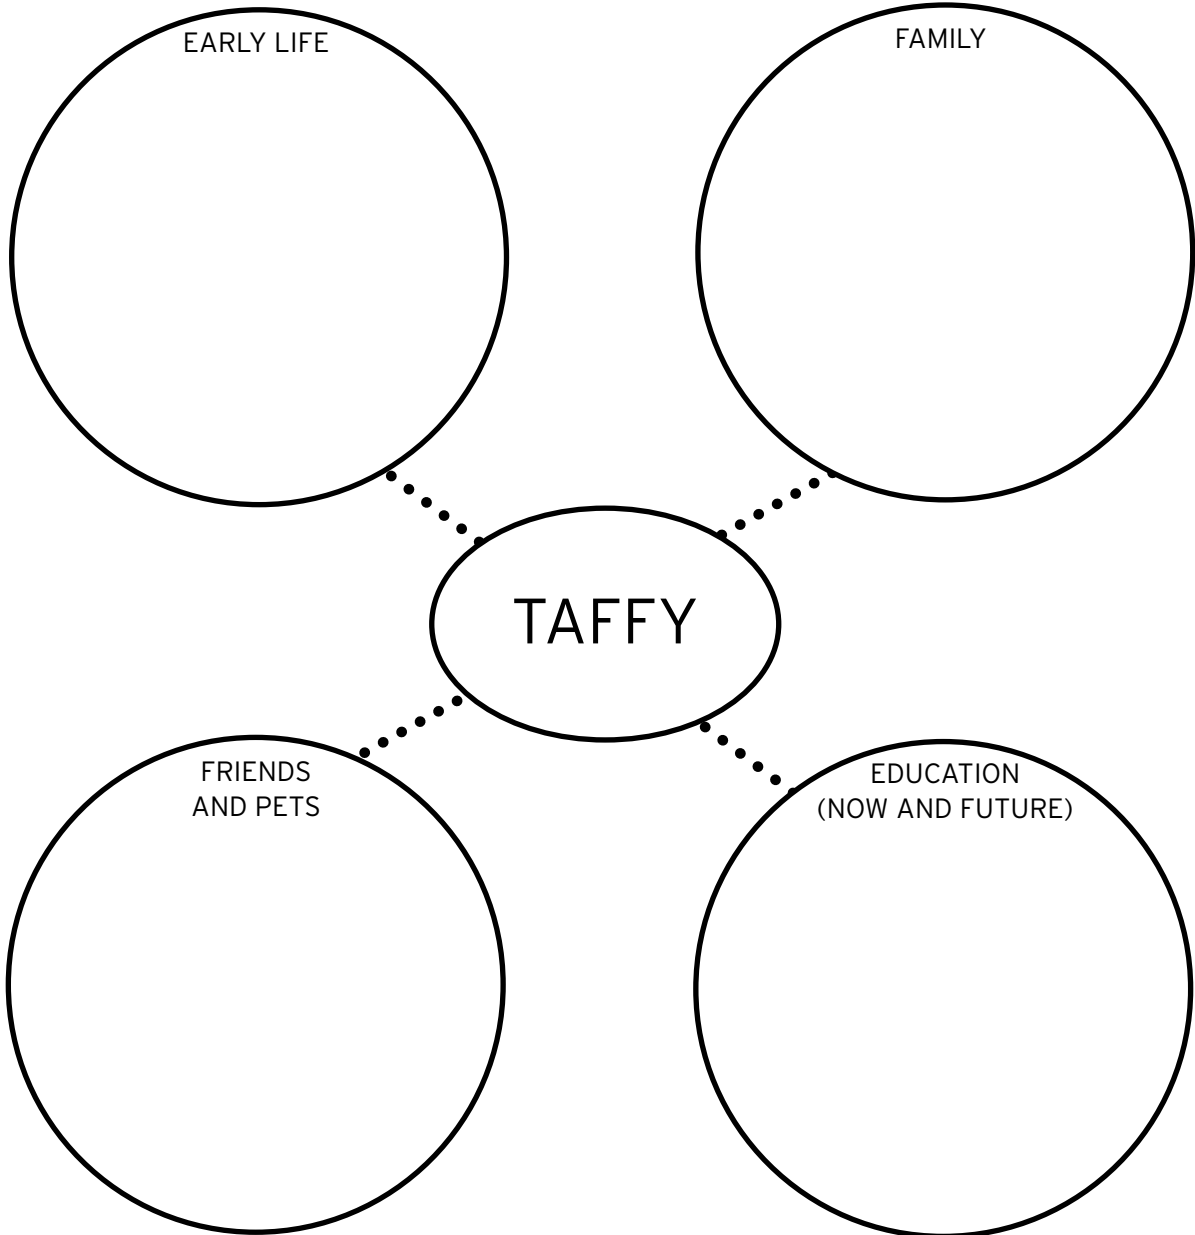 EARLY LIFE
FAMILY
TAFFY
FRIENDS
AND PETS
EDUCATION
(NOW AND FUTURE)